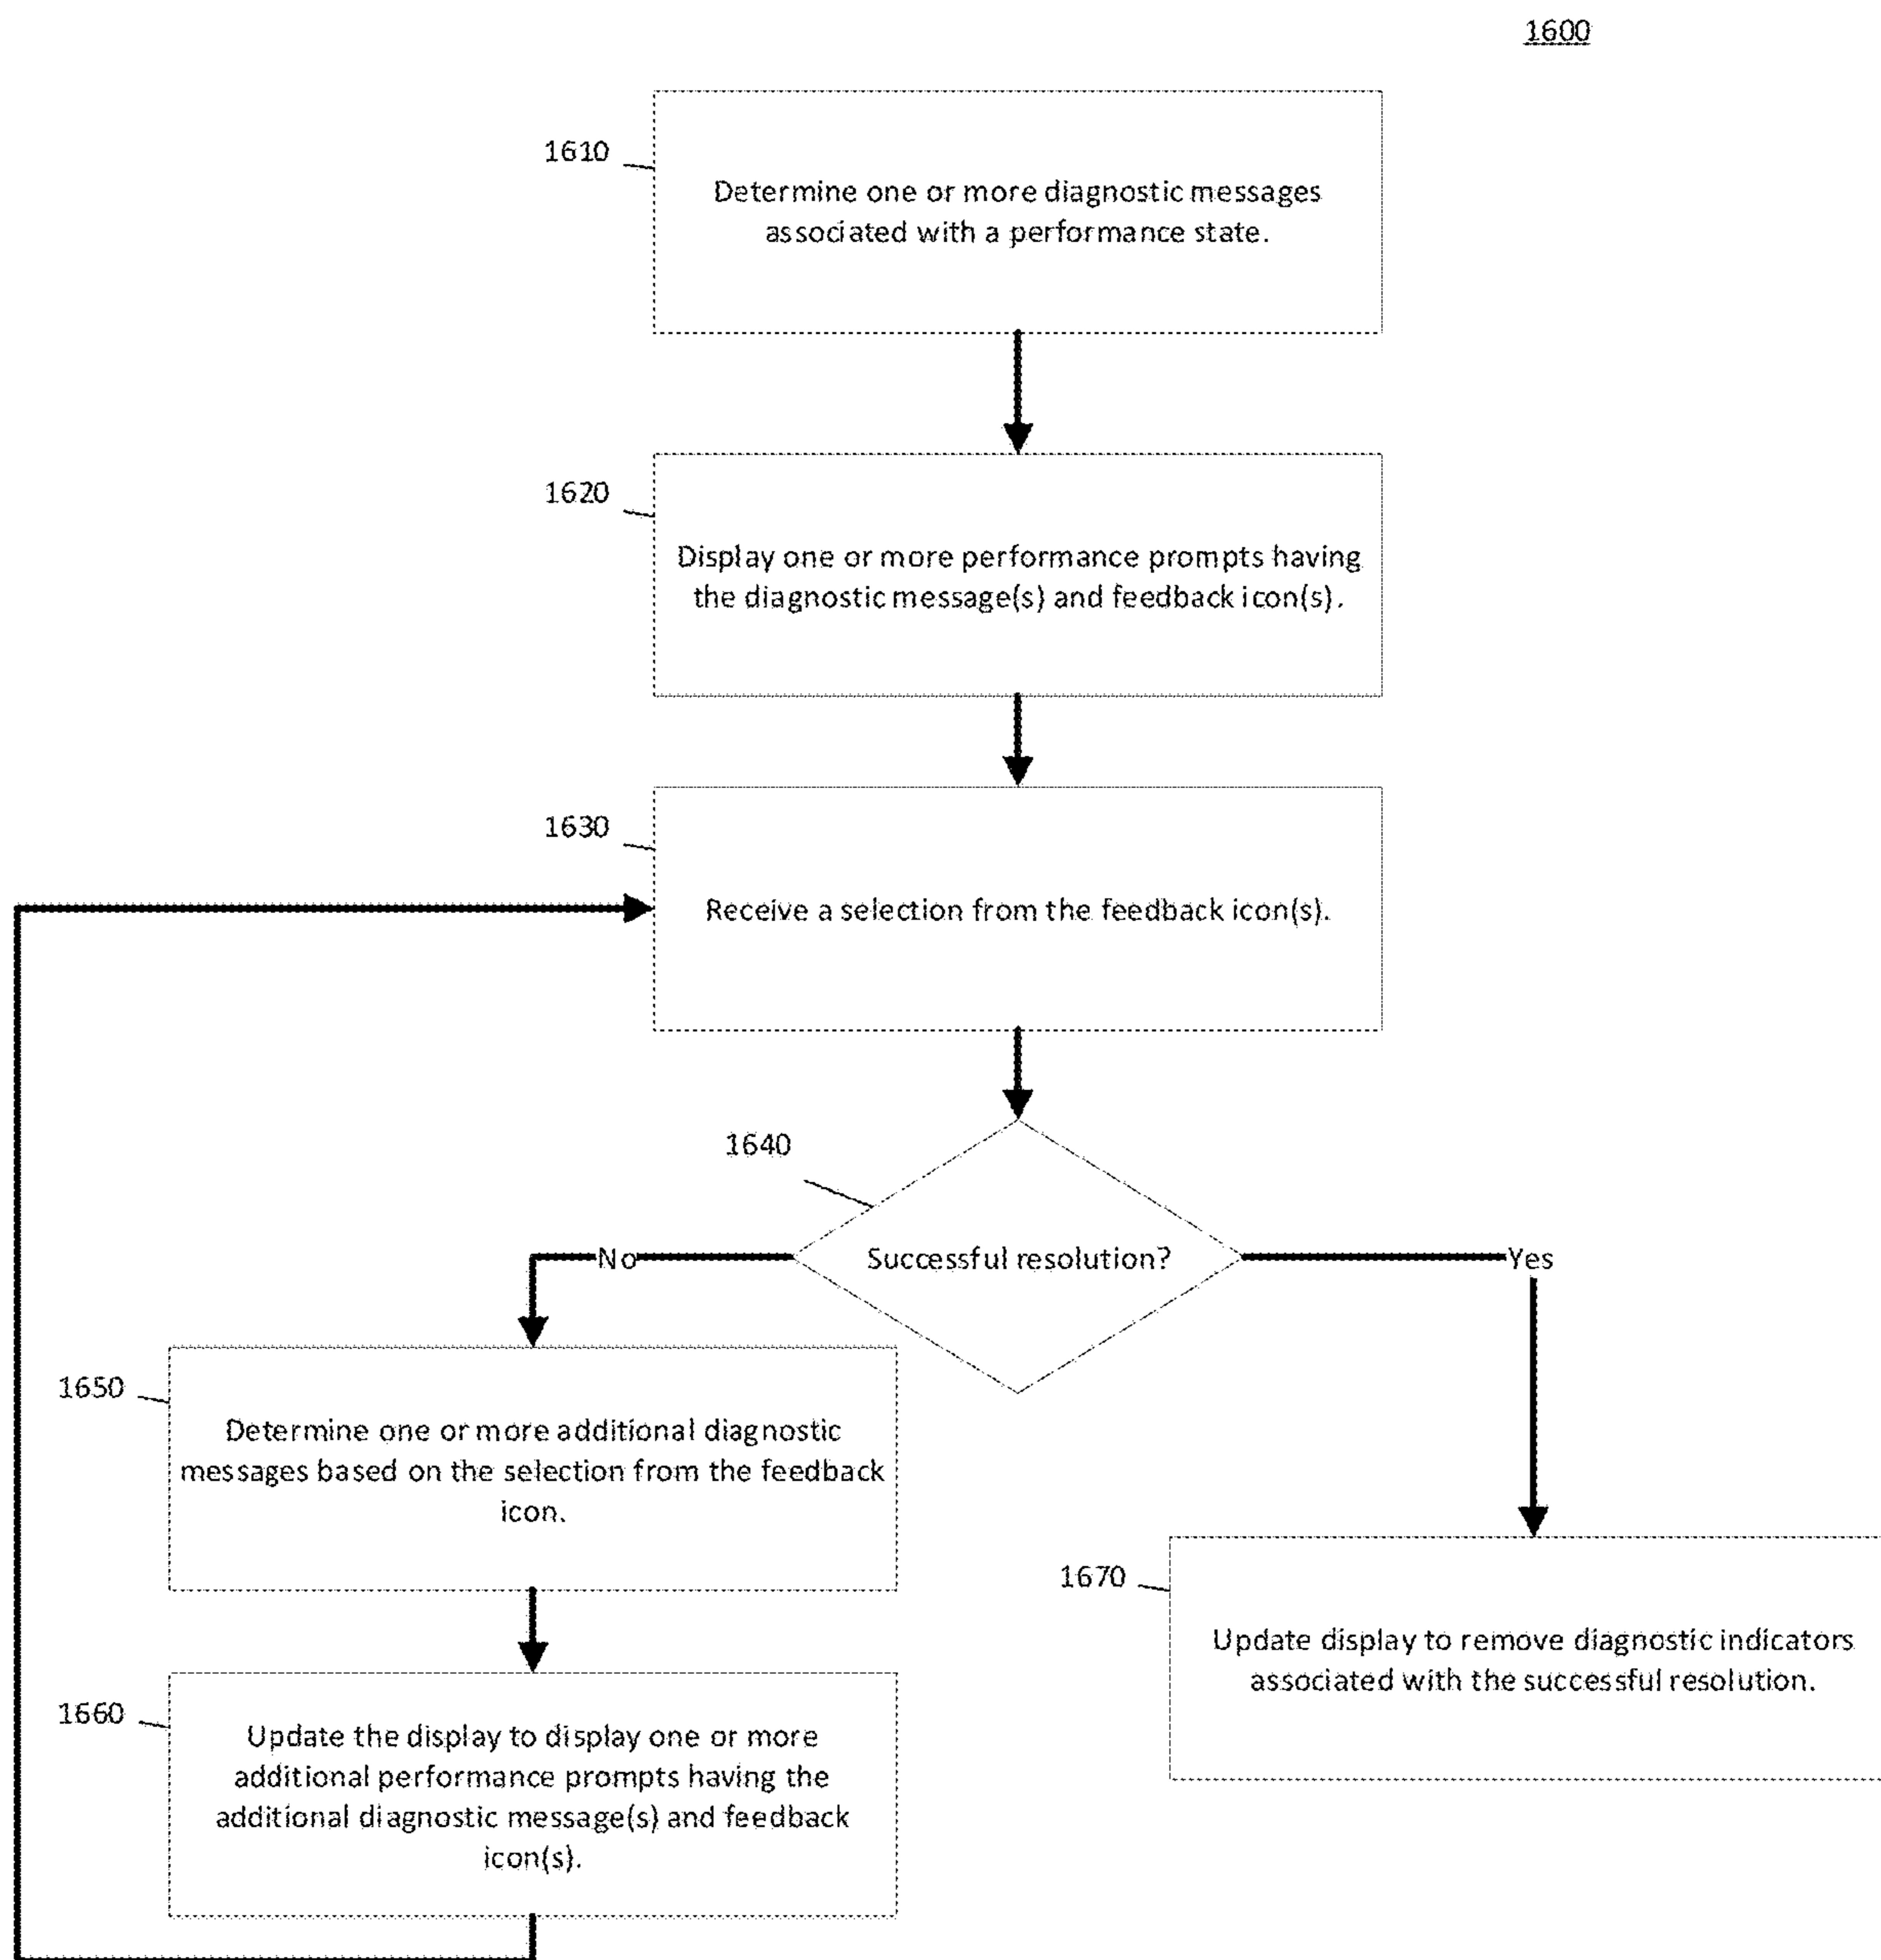 1600
1610
Determine one or more diagnostic messages
associated with a performance state.
1620
Display one or more performance prompts having
the diagnostic message(s) and feedback icon(s).
1630
Receive a selection from the feedback icon(s).
1640
Successful resolution?
No
Yes
1650
Determine one or more additional diagnostic
messages based on the selection from the feedback
icon.
1660
Update the display to display one or more
additional performance prompts having the
additional diagnostic message(s) and feedback
icon(s).
1670
Update display to remove diagnostic indicators
associated with the successful resolution.